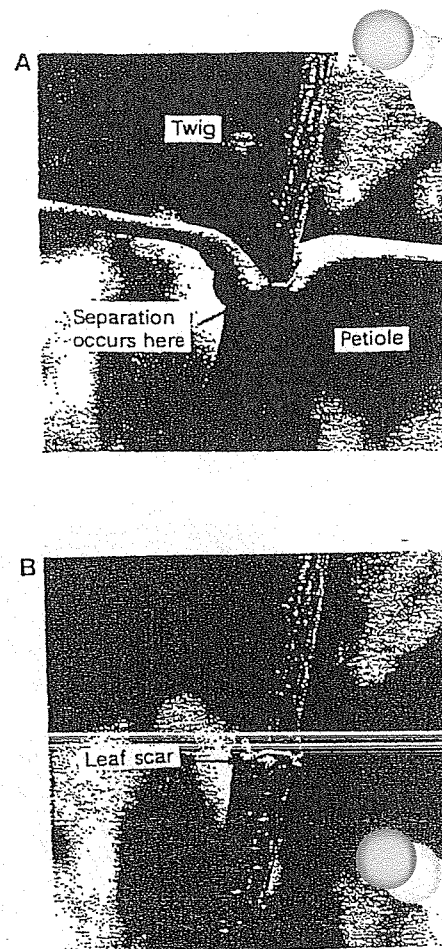 A
Twig
Separation
occurs here
Petiole
B
Leaf scar